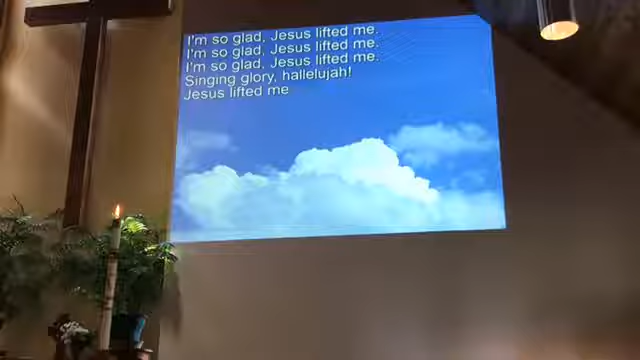 I'm so glad, Jesus lifted me.
I'm so glad, Jesus lifted me.
I'm so glad, Jesus lifted me.
Singing glory, hallelujah!
Jesus lifted me